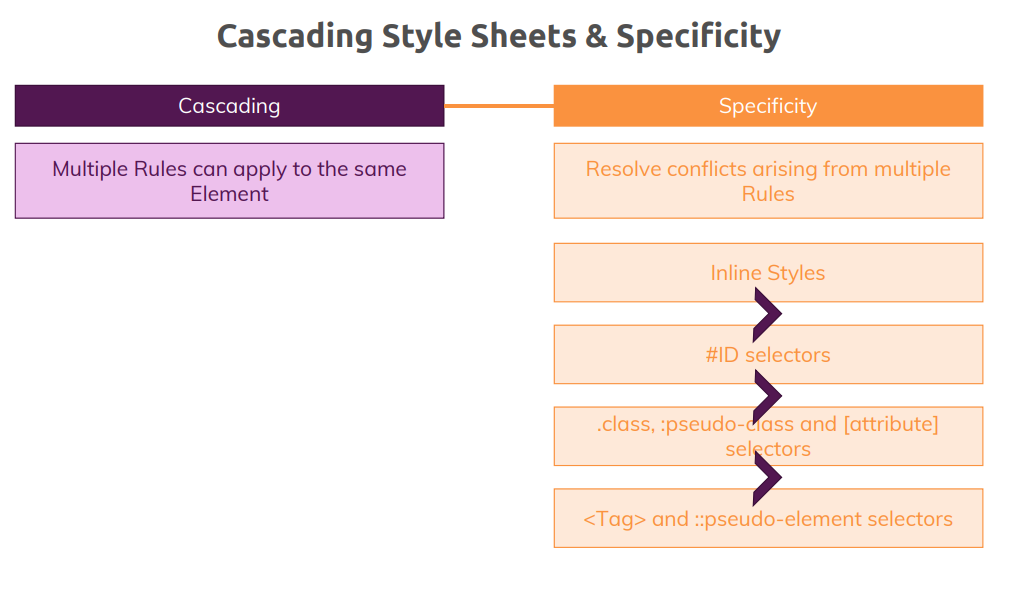 Cascading Style Sheets & Specificity
Cascading
Specificity
Multiple Rules can apply to the same
Element
Resolve conflicts arising from multiple
Rules
Inline Styles
#ID selectors
.class, :pseudo-class and [attribute]
selectors
<Tag> and ::pseudo-element selectors